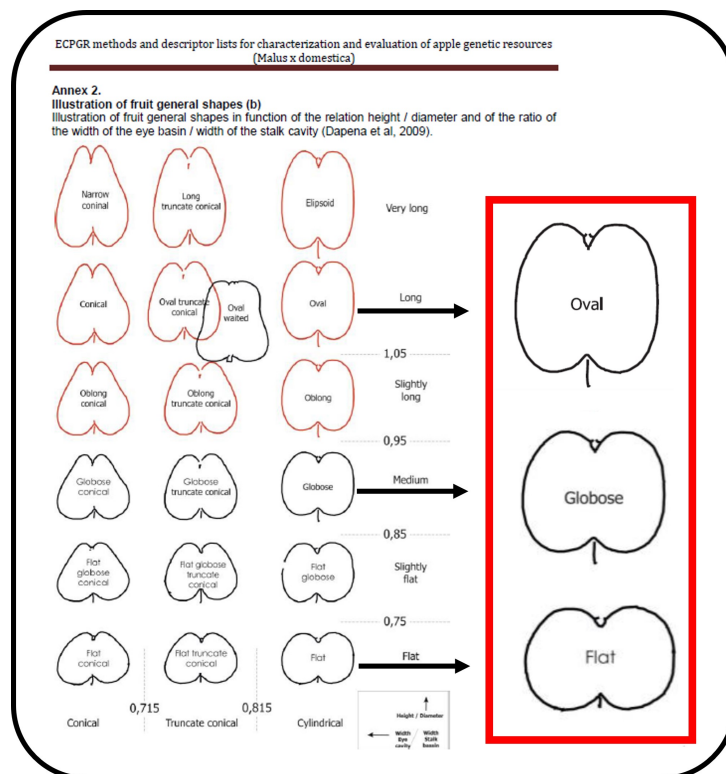 ECPGR methods and descriptor lists for characterization and evaluation of apple genetic resources
(Malus x domestica)
Annex 2.
Illustration of fruit general shapes (b)
Illustration of fruit general shapes in function of the relation height / diameter and of the ratio of
the width of the eye basin / width of the stalk cavity (Dapena et al, 2009).
Narrow
coninal
Long
truncate conical
Elipsoid
Very long
Conical
Oval truncate
conical
Oval
waited
Oval
Long
Oval
1,05
Oblong
conical
Oblong
truncate conical
Oblong
Slightly
long
0,95
Globose
conical
Globose
truncate conical
Globose
Medium
Globose
0,85
Flat
globose
conical
Flat globose
truncate
conical
Flat
globose
Slightly
flat
0,75
Flat
conical
Flat truncate
conical
Flat
Flat
Flat
0,715
0,815
Conical
Truncate conical
Cylindrical
Height / Diameter
Width
Eye
cavity
/
Width
Stalk
bassin